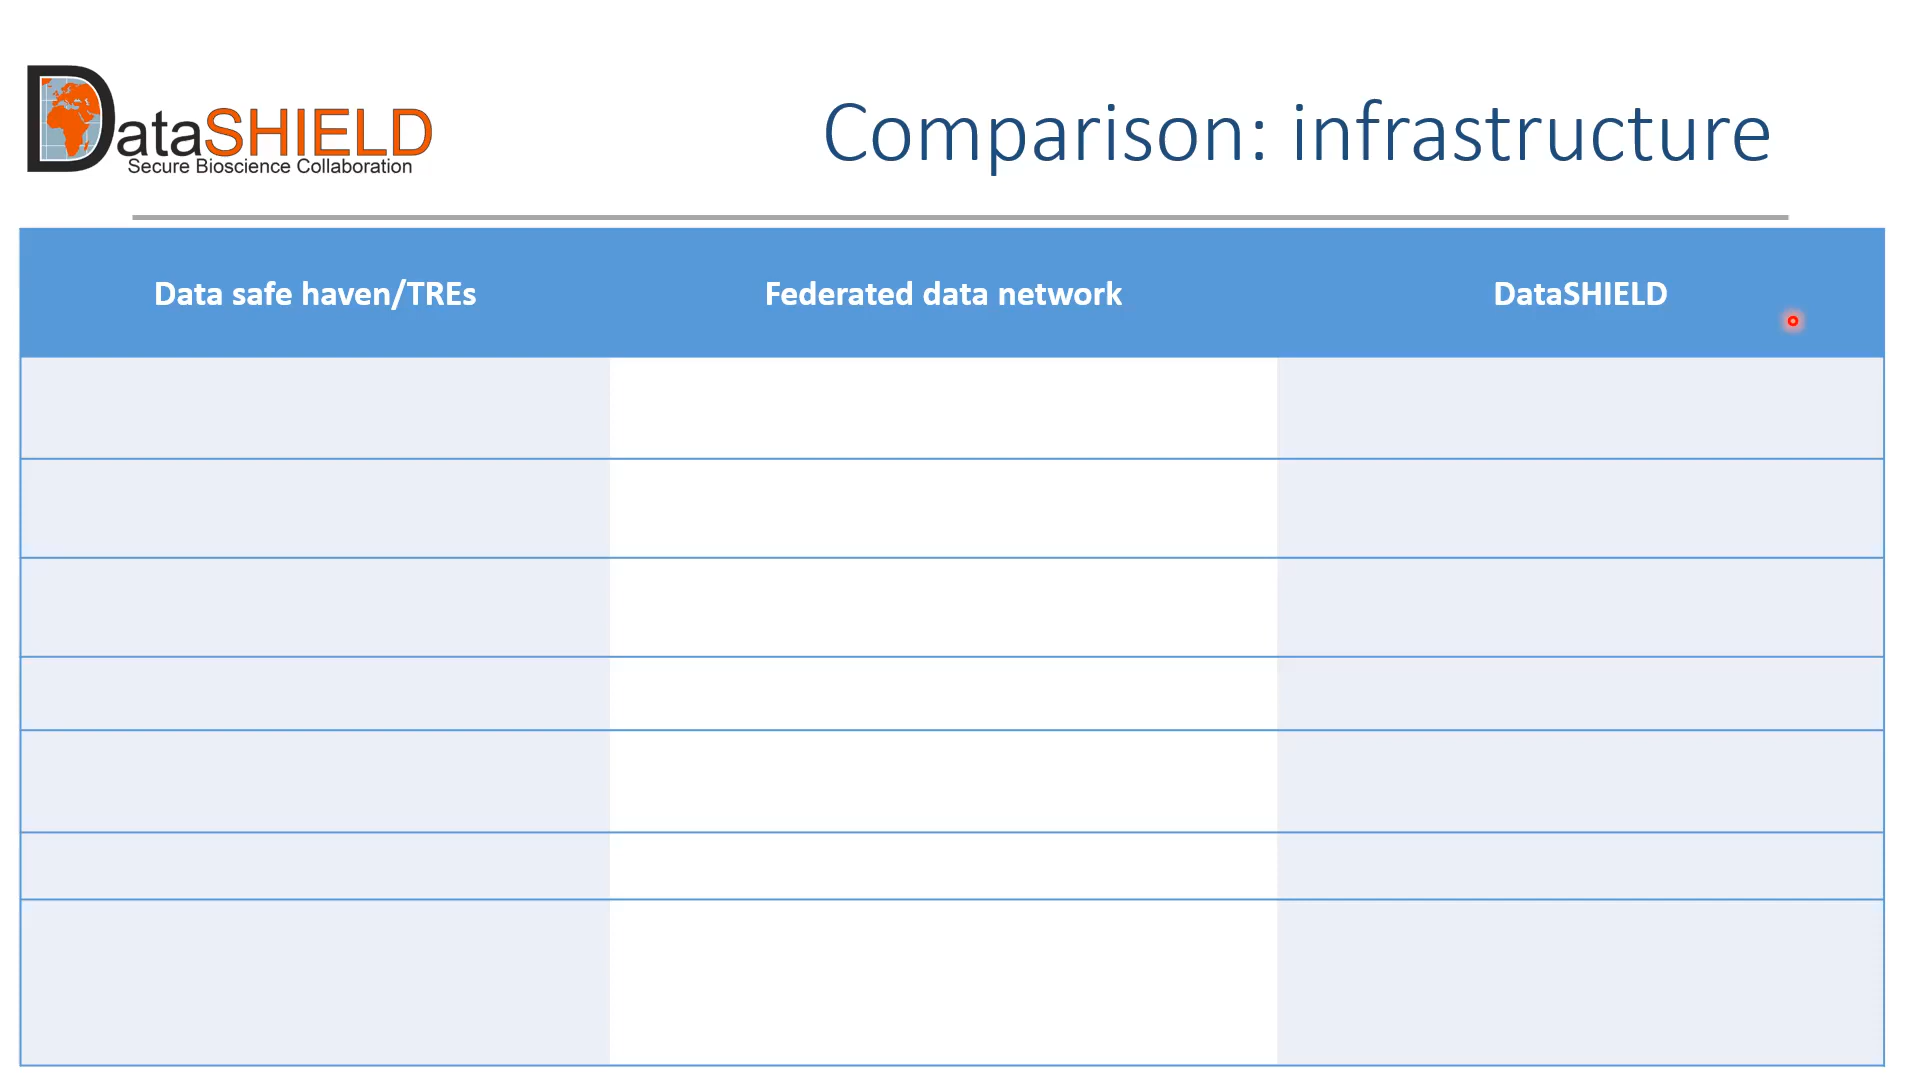 DataSHIELD
Secure Bioscience Collaboration
Comparison: infrastructure
Data safe haven/TREs
Federated data network
DataSHIELD